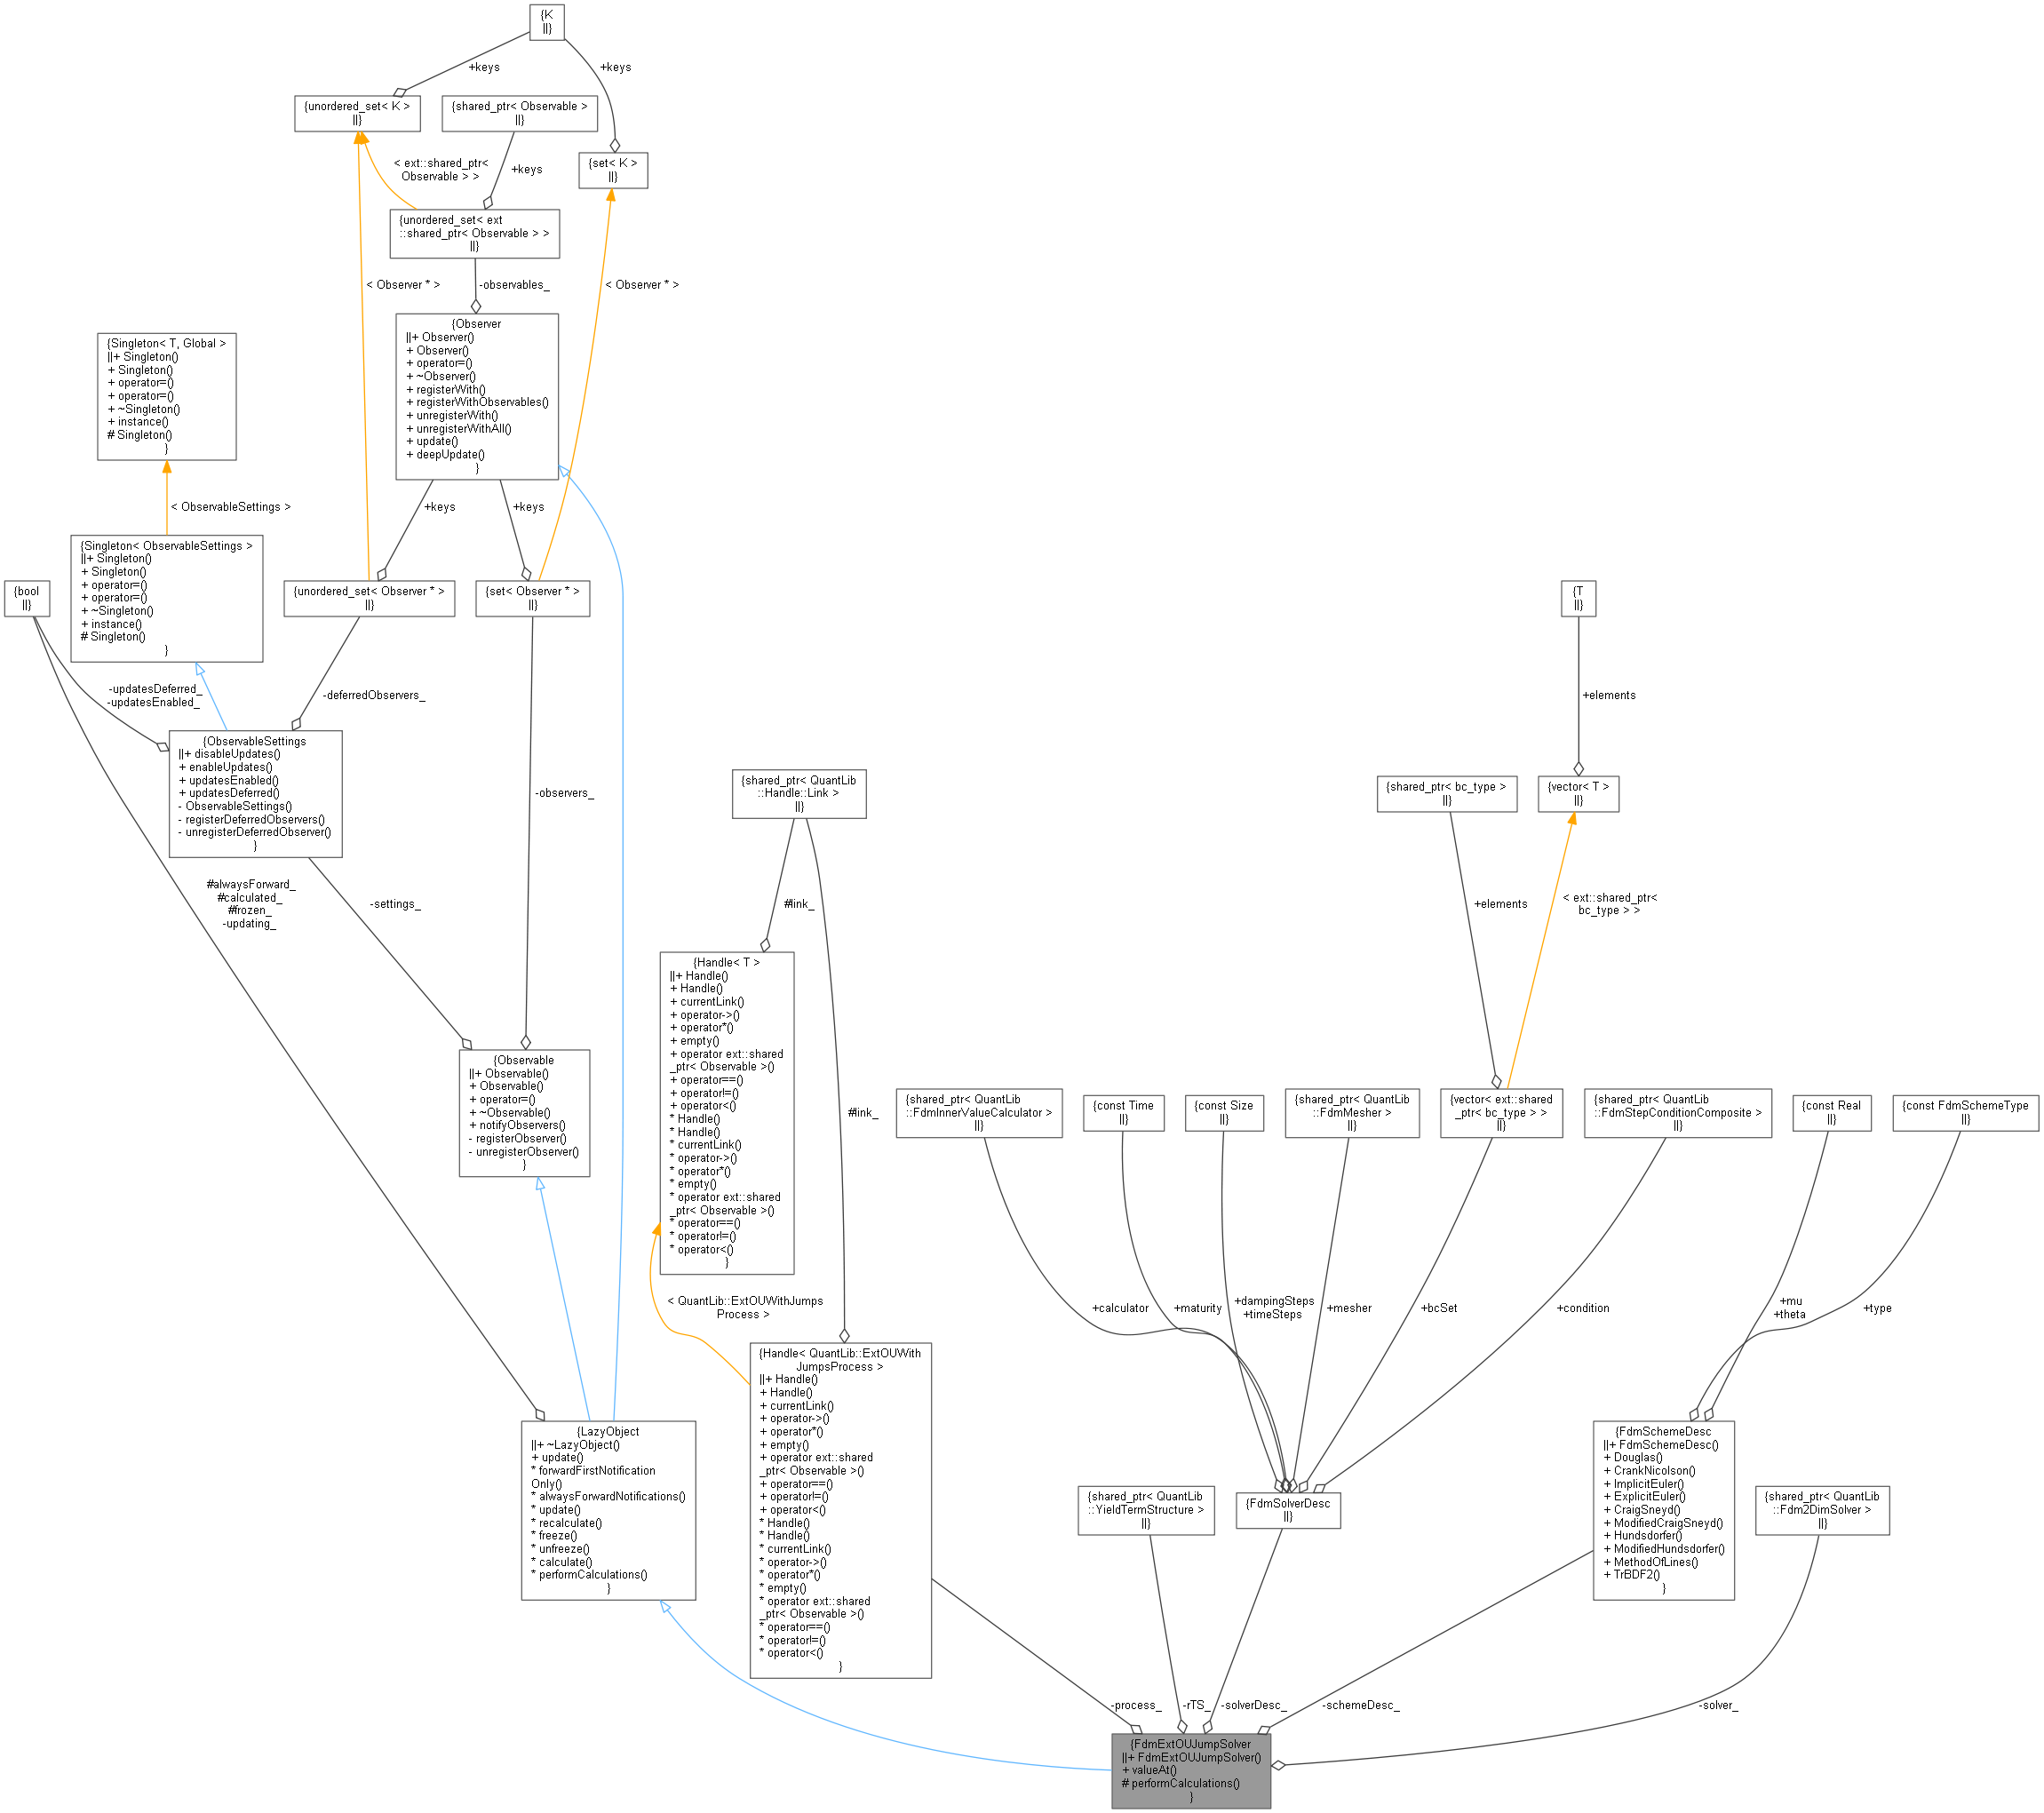 {K
||}
+keys
+keys
{unordered_set< K >
||}
{shared_ptr< Observable >
||}
{set< K >
||}
< ext::shared_ptr<
Observable > >
+keys
{unordered_set< ext
::shared_ptr< Observable > >
||}
< Observer * >
-observables_
< Observer * >
{Observer
||+ Observer()
+ Observer()
+ operator=()
+ ~Observer()
+ registerWith()
+ registerWithObservables()
+ unregisterWith()
+ unregisterWithAll()
+ update()
+ deepUpdate()
}
{Singleton< T, Global >
||+ Singleton()
+ Singleton()
+ operator=()
+ operator=()
+ ~Singleton()
+ instance()
# Singleton()
}
< ObservableSettings >
+keys
+keys
{Singleton< ObservableSettings >
||+ Singleton()
+ Singleton()
+ operator=()
+ operator=()
+ ~Singleton()
+ instance()
# Singleton()
}
{bool
||}
{unordered_set< Observer * >
||}
{set< Observer * >
||}
{T
||}
-updatesDeferred_
-updatesEnabled_
-deferredObservers_
+elements
{ObservableSettings
||+ disableUpdates()
+ enableUpdates()
+ updatesEnabled()
+ updatesDeferred()
- ObservableSettings()
- registerDeferredObservers()
- unregisterDeferredObserver()
}
-observers_
{shared_ptr< QuantLib
::Handle::Link >
||}
{shared_ptr< bc_type >
||}
{vector< T >
||}
#alwaysForward_
#calculated_
#frozen_
-updating_
-settings_
#link_
+elements
< ext::shared_ptr<
bc_type > >
{Handle< T >
||+ Handle()
+ Handle()
+ currentLink()
+ operator->()
+ operator*()
+ empty()
+ operator ext::shared
_ptr< Observable >()
+ operator==()
+ operator!=()
+ operator<()
* Handle()
* Handle()
* currentLink()
* operator->()
* operator*()
* empty()
* operator ext::shared
_ptr< Observable >()
* operator==()
* operator!=()
* operator<()
}
#link_
{Observable
||+ Observable()
+ Observable()
+ operator=()
+ ~Observable()
+ notifyObservers()
- registerObserver()
- unregisterObserver()
}
{shared_ptr< QuantLib
::FdmInnerValueCalculator >
||}
{const Time
||}
{const Size
||}
{shared_ptr< QuantLib
::FdmMesher >
||}
{vector< ext::shared
_ptr< bc_type > >
||}
{shared_ptr< QuantLib
::FdmStepConditionComposite >
||}
{const Real
||}
{const FdmSchemeType
||}
< QuantLib::ExtOUWithJumps
Process >
+calculator
+maturity
+dampingSteps
+timeSteps
+mesher
+bcSet
+condition
+mu
+theta
+type
{Handle< QuantLib::ExtOUWith
JumpsProcess >
||+ Handle()
+ Handle()
+ currentLink()
+ operator->()
+ operator*()
+ empty()
+ operator ext::shared
_ptr< Observable >()
+ operator==()
+ operator!=()
+ operator<()
* Handle()
* Handle()
* currentLink()
* operator->()
* operator*()
* empty()
* operator ext::shared
_ptr< Observable >()
* operator==()
* operator!=()
* operator<()
}
{LazyObject
||+ ~LazyObject()
+ update()
* forwardFirstNotification
Only()
* alwaysForwardNotifications()
* update()
* recalculate()
* freeze()
* unfreeze()
* calculate()
* performCalculations()
}
{shared_ptr< QuantLib
::YieldTermStructure >
||}
{FdmSolverDesc
||}
{FdmSchemeDesc
||+ FdmSchemeDesc()
+ Douglas()
+ CrankNicolson()
+ ImplicitEuler()
+ ExplicitEuler()
+ CraigSneyd()
+ ModifiedCraigSneyd()
+ Hundsdorfer()
+ ModifiedHundsdorfer()
+ MethodOfLines()
+ TrBDF2()
}
{shared_ptr< QuantLib
::Fdm2DimSolver >
||}
-process_
-rTS_
-solverDesc_
-schemeDesc_
-solver_
{FdmExtOUJumpSolver
||+ FdmExtOUJumpSolver()
+ valueAt()
# performCalculations()
}